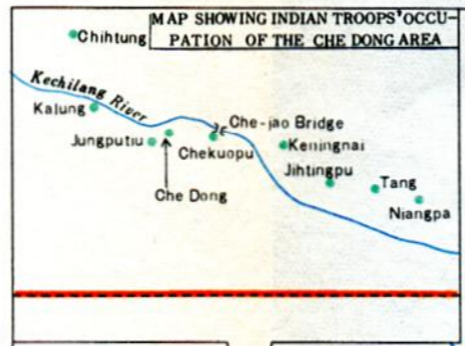 MAP SHOWING INDIAN TROOPS' OCCU-
PATION OF THE CHE DONG AREA
Chihtung
Kechilang River
Kalung
Che-jao Bridge
Jungputiu
Chekuopu
Keningnai
Che Dong
Jihtingpu
Tang
Niangpa